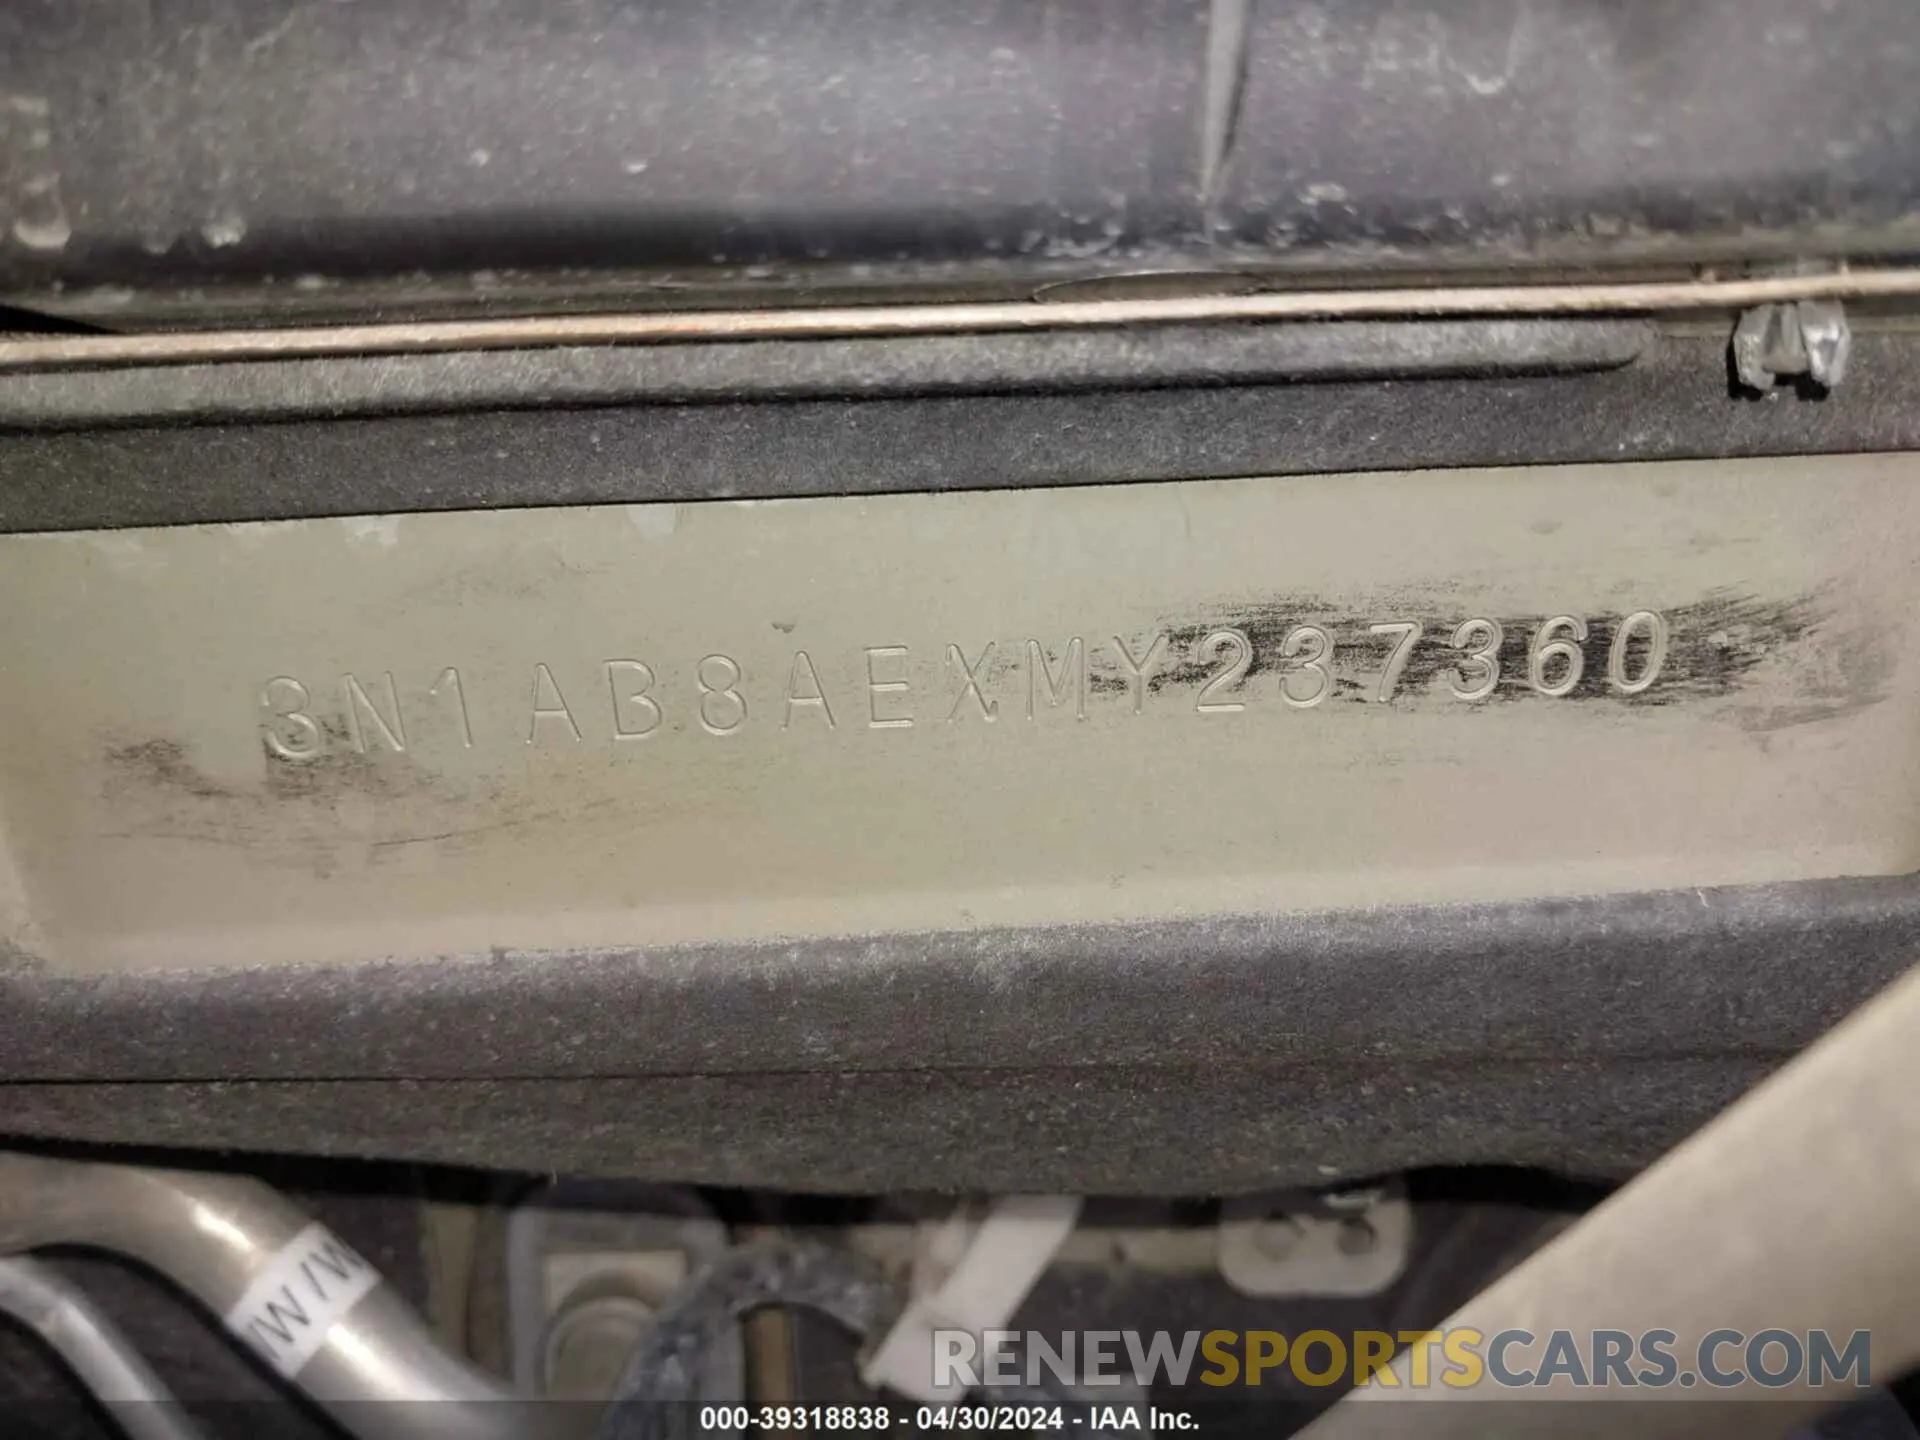 3N1AB8AEXMY237360
W/W
RENEWSPORTSCARS.COM
000-39318838 - 04/30/2024 - IAA Inc.